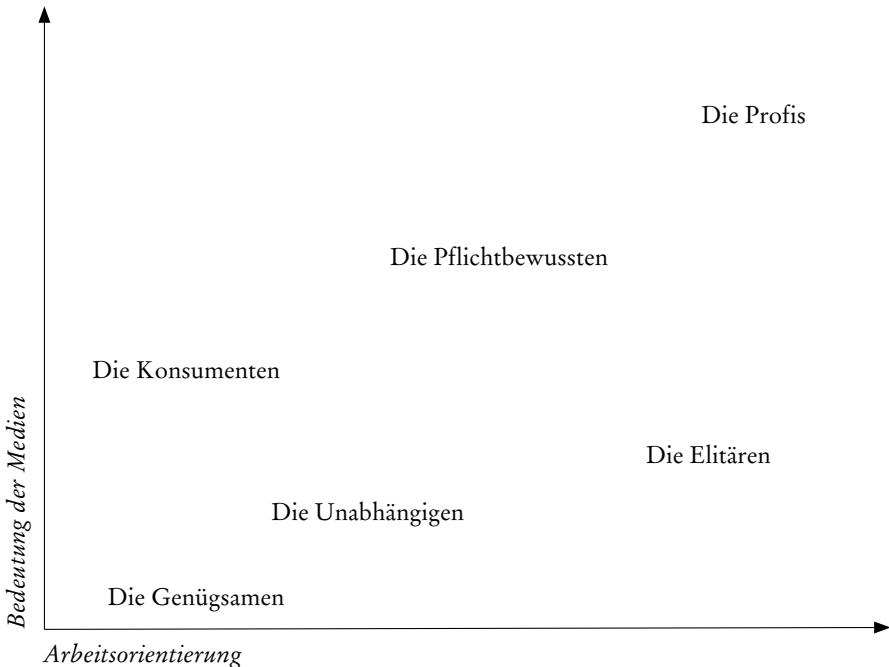 Die Profis
Die Pflichtbewussten
Die Konsumenten
Die Elitären
Die Unabhängigen
Die Genügsamen
Bedeutung der Medien
Arbeitsorientierung